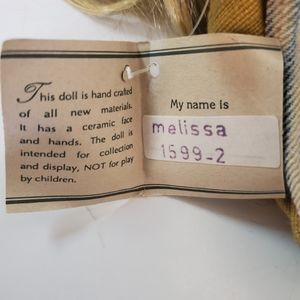 This doll is hand crafted
of all new materials.
It has a ceramic face
and hands. The doll is
intended for collection
and display, NOT for play
by children.
My name is
melissa
1599-2